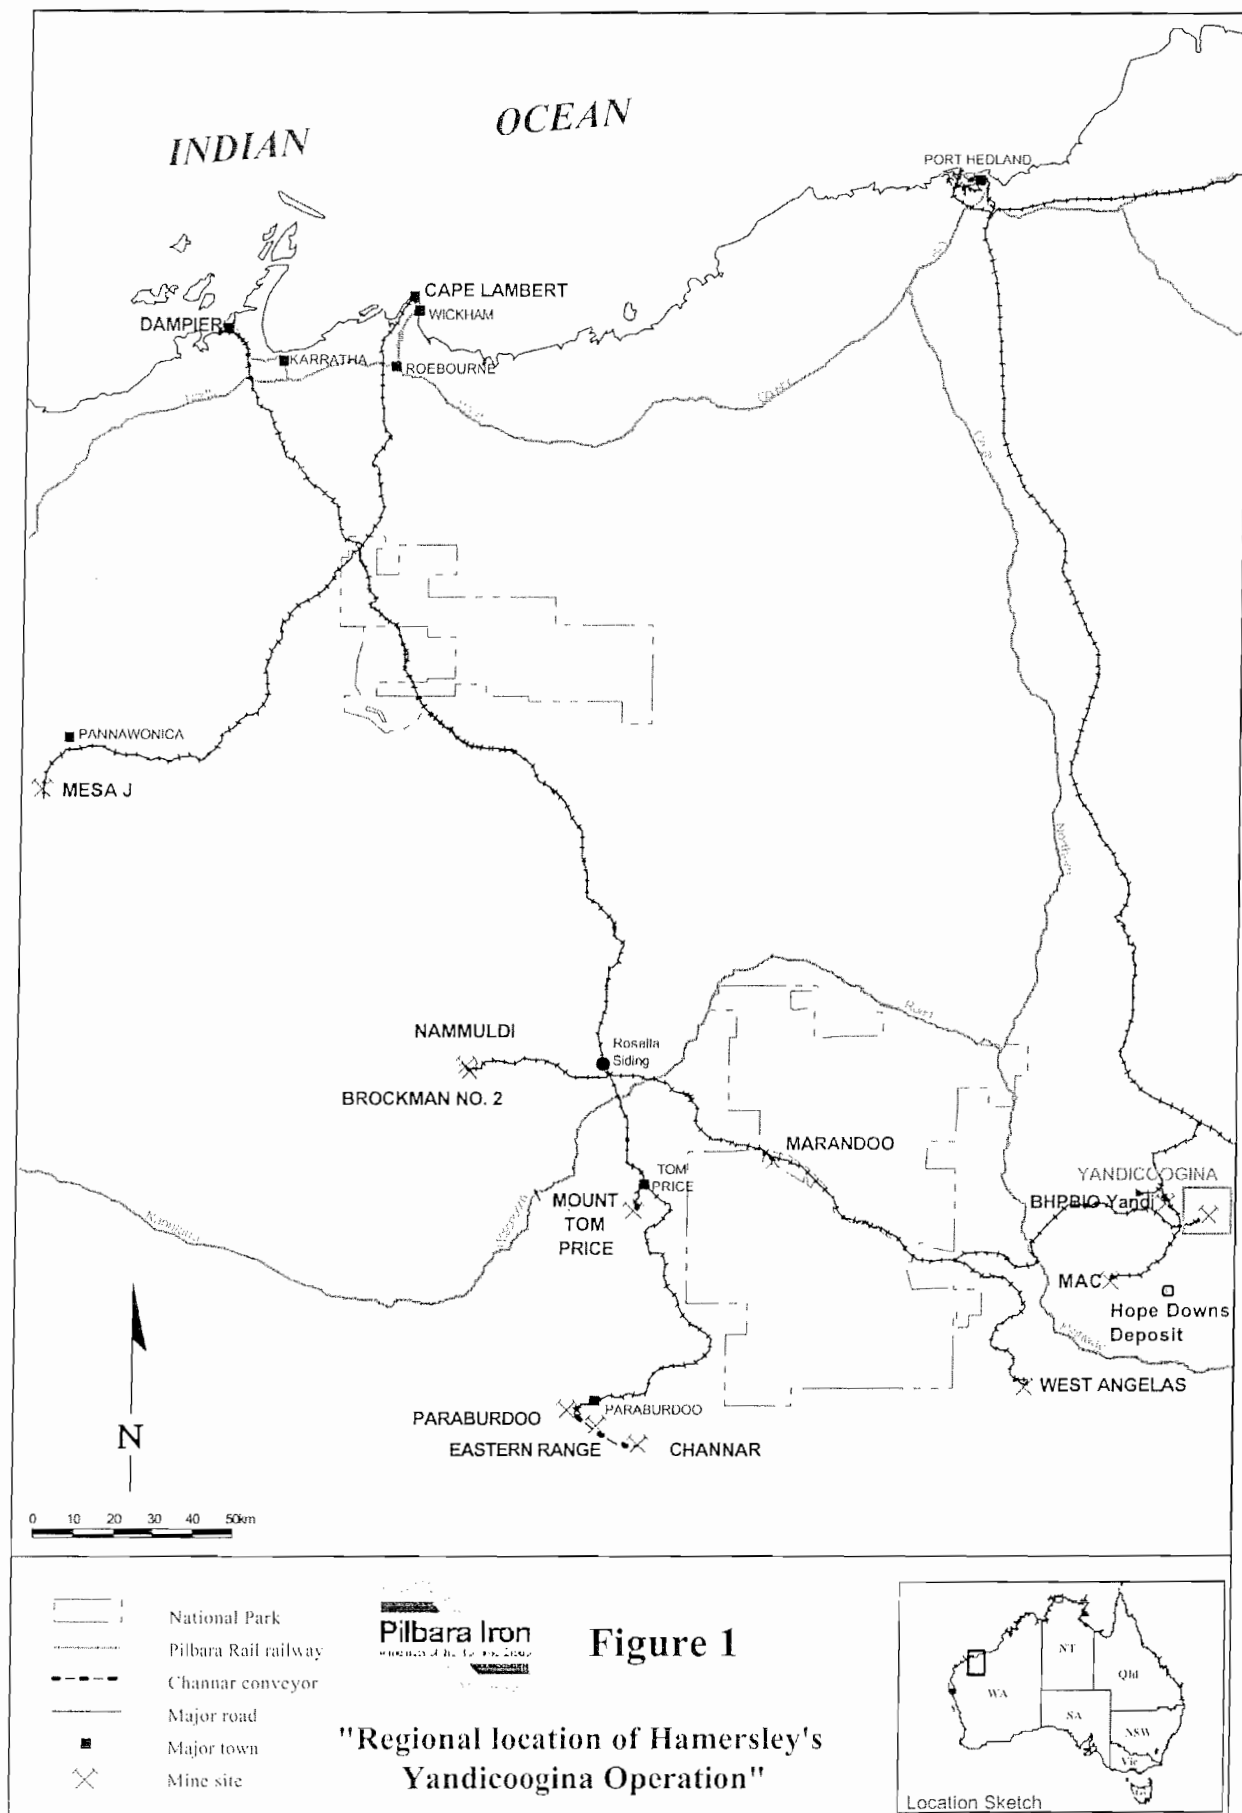 INDIAN
OCEAN
PORT HEDLAND
CAPE LAMBERT
WICKHAM
DAMPIER
KARRATHA
ROEBOURNE
PANNAWONICA
MESA J
NAMMULDI
Rosella
Siding
BROCKMAN NO. 2
MARANDOO
TOM
PRICE
MOUNT
TOM
PRICE
YANDICOOGINA
BHPBIO Yandi
MAC
Hope Downs
Deposit
WEST ANGELAS
PARABURDOO
PARABURDOO
EASTERN RANGE
CHANNAR
N
0 10 20 30 40 50km
National Park
Pilbara Rail railway
Channar conveyor
Major road
Major town
Mine site
Pilbara Iron
Figure 1
"Regional location of Hamersley's
Yandicoogina Operation"
NT
Qld
WA
SA
NSW
Vic
Location Sketch